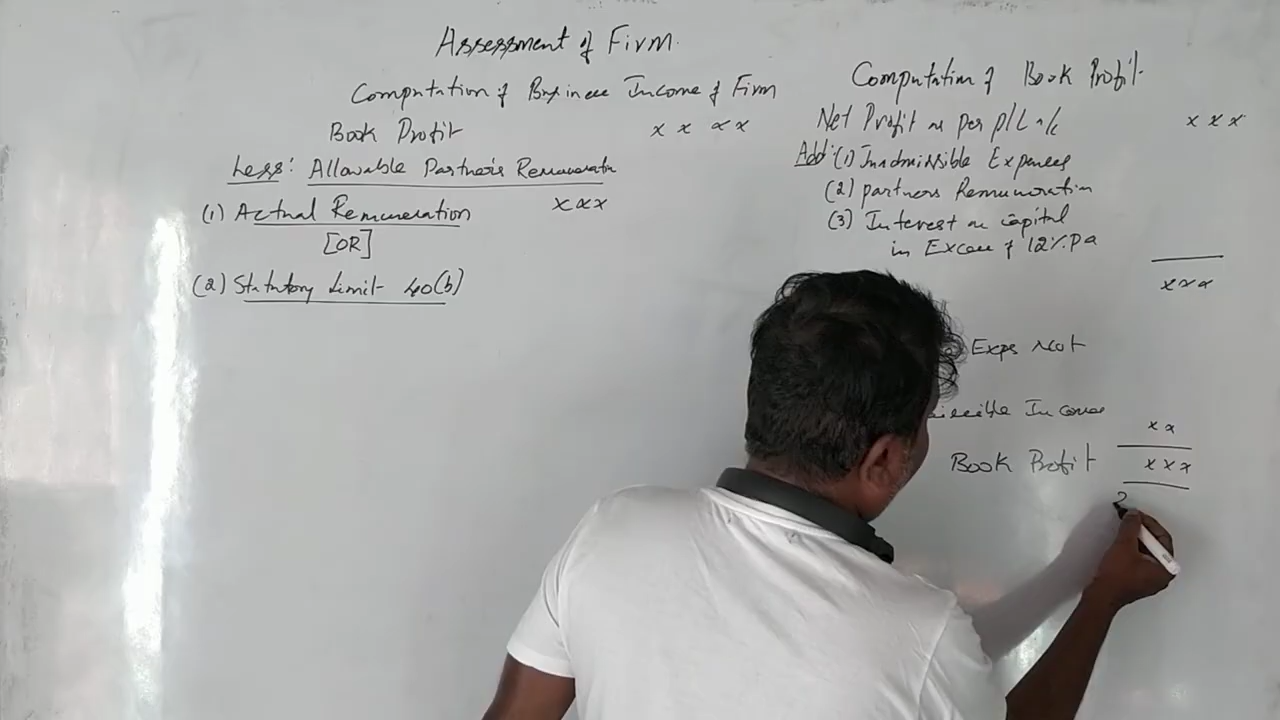 Assessment of Firm
Computation of Business Income of Firm
Book Profit x x x x
Less: Allowable Partner's Remuneration
(1) Actual Remuneration x x x
[OR]
(2) Statutory Limit 40(b)
Computation of Book Profit
Net Profit as per P/L a/c x x x
Add: (1) Inadmissible Expenses
(2) partners Remuneration
(3) Interest on capital
in Excess of 12% Pa
x x x
Exps Not
Income
x x
Book Profit x x x